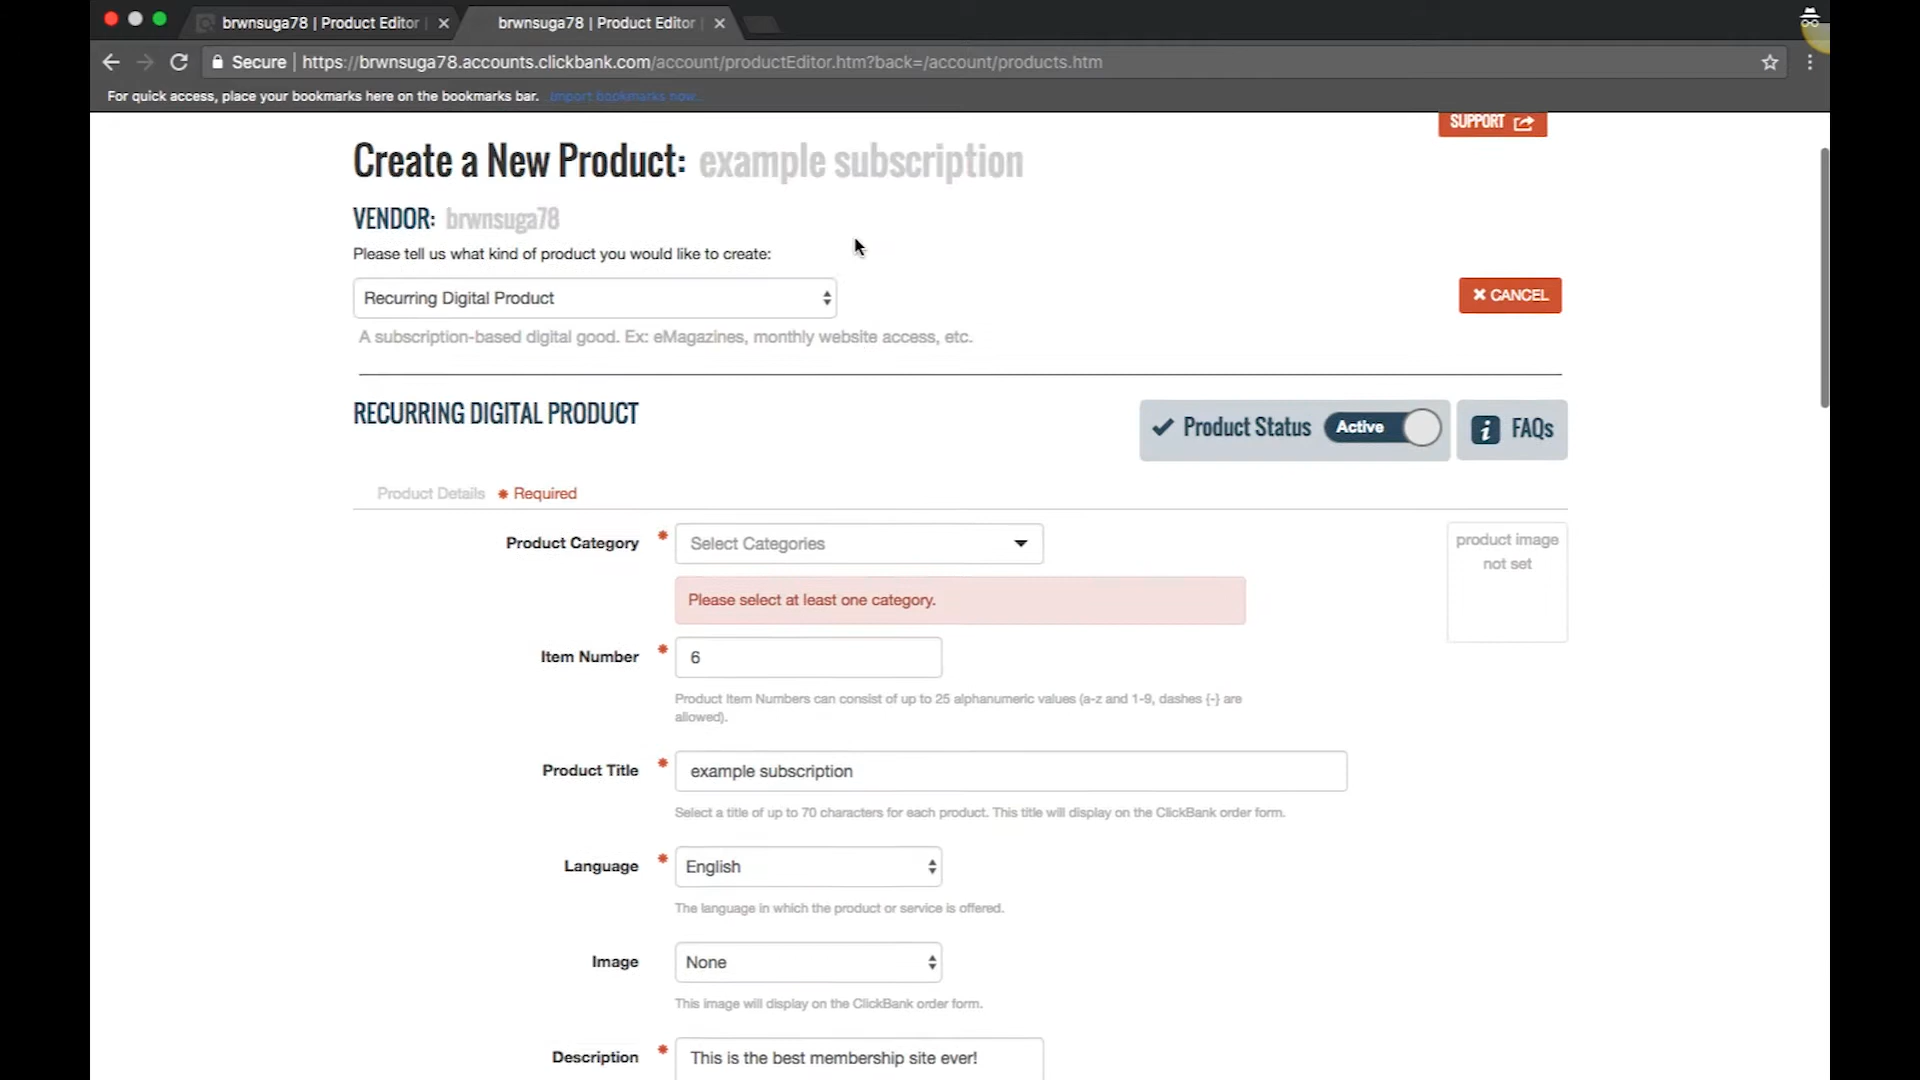 brwnsuga78 | Product Editor
brwnsuga78 | Product Editor
Secure | https://brwnsuga78.accounts.clickbank.com/account/productEditor.htm?back=/account/products.htm
For quick access, place your bookmarks here on the bookmarks bar. Import bookmarks now...
SUPPORT
Create a New Product: example subscription
VENDOR: brwnsuga78
Please tell us what kind of product you would like to create:
Recurring Digital Product
CANCEL
A subscription-based digital good. Ex: eMagazines, monthly website access, etc.
RECURRING DIGITAL PRODUCT
Product Status Active
FAQs
Product Details * Required
Product Category * Select Categories
product image
not set
Please select at least one category.
Item Number * 6
Product Item Numbers can consist of up to 25 alphanumeric values (a-z and 1-9, dashes {-} are
allowed).
Product Title * example subscription
Select a title of up to 70 characters for each product. This title will display on the ClickBank order form.
Language * English
The language in which the product or service is offered.
Image None
This image will display on the ClickBank order form.
Description * This is the best membership site ever!